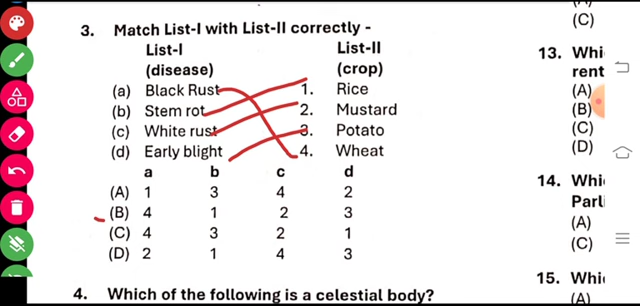 3. Match List-I with List-II correctly -
List-I List-II
(disease) (crop)
(a) Black Rust 1. Rice
(b) Stem rot 2. Mustard
(c) White rust 3. Potato
(d) Early blight 4. Wheat
a b c d
(A) 1 3 4 2
(B) 4 1 2 3
(C) 4 3 2 1
(D) 2 1 4 3
4. Which of the following is a celestial body?
(C)
13. Whi
rent
(A)
(B)
(C)
(D)
14. Whi
Parli
(A)
(C)
15. Whi
(A)